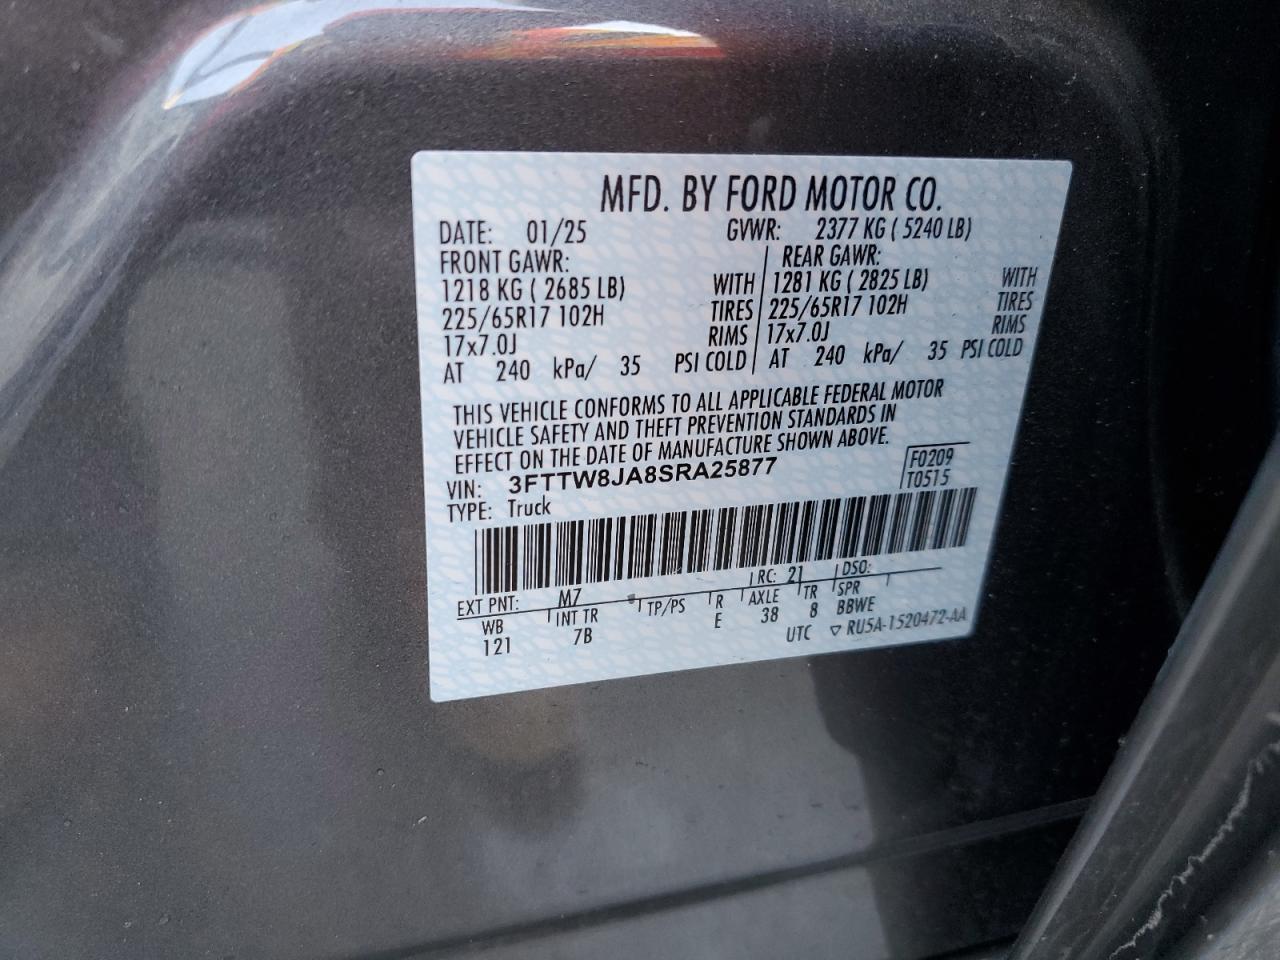 MFD. BY FORD MOTOR CO.
DATE: 01/25 GVWR: 2377 KG ( 5240 LB)
FRONT GAWR: REAR GAWR:
1218 KG ( 2685 LB) WITH 1281 KG ( 2825 LB) WITH
225/65R17 102H TIRES 225/65R17 102H TIRES
17x7.0J RIMS 17x7.0J RIMS
AT 240 kPa/ 35 PSI COLD AT 240 kPa/ 35 PSI COLD
THIS VEHICLE CONFORMS TO ALL APPLICABLE FEDERAL MOTOR
VEHICLE SAFETY AND THEFT PREVENTION STANDARDS IN
EFFECT ON THE DATE OF MANUFACTURE SHOWN ABOVE.
VIN: 3FTTW8JA8SRA25877 F0209
TYPE: Truck T0515
EXT PNT: M7 RC: 21 DSO:
WB INT TR TP/PS R AXLE TR SPR
121 7B E 38 8 BBWE
UTC ▽ RU5A-1520472-AA